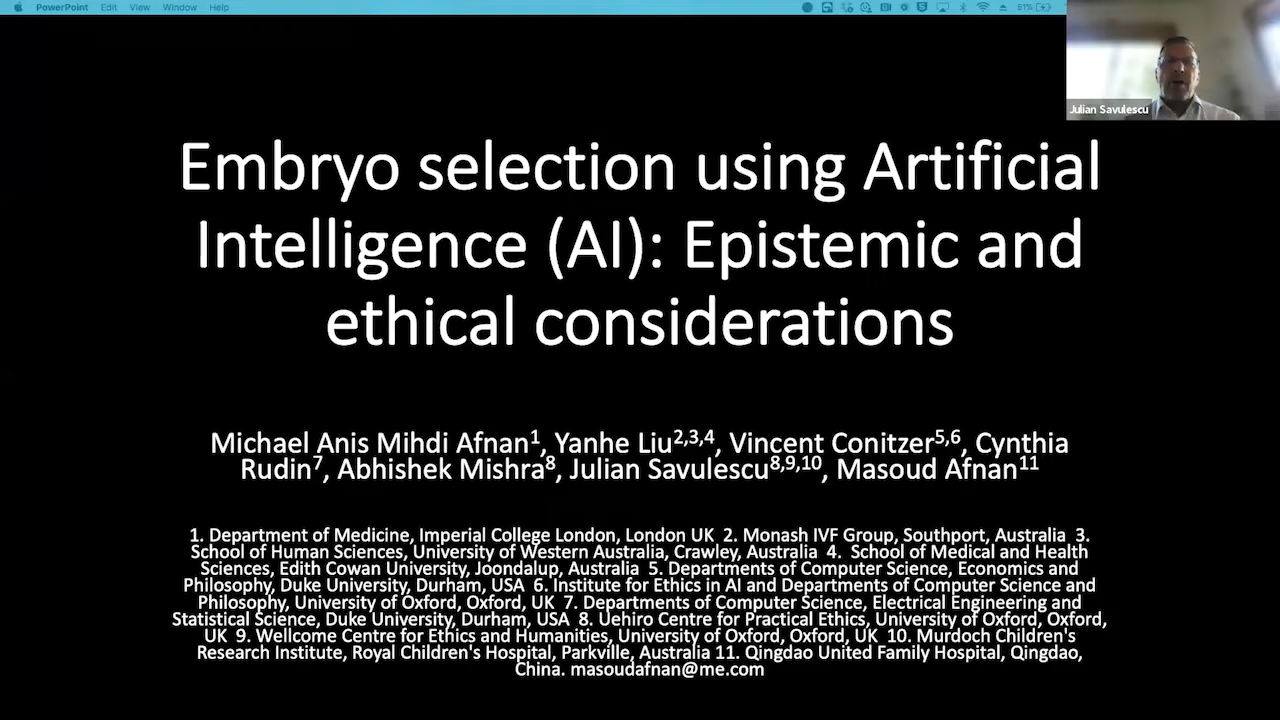 PowerPoint Edit View Window Help 61%
Julian Savulescu
Embryo selection using Artificial
Intelligence (AI): Epistemic and
ethical considerations
Michael Anis Mihdi Afnan1, Yanhe Liu2,3,4, Vincent Conitzer5,6, Cynthia
Rudin7, Abhishek Mishra8, Julian Savulescu8,9,10, Masoud Afnan11
1. Department of Medicine, Imperial College London, London UK 2. Monash IVF Group, Southport, Australia 3.
School of Human Sciences, University of Western Australia, Crawley, Australia 4. School of Medical and Health
Sciences, Edith Cowan University, Joondalup, Australia 5. Departments of Computer Science, Economics and
Philosophy, Duke University, Durham, USA 6. Institute for Ethics in AI and Departments of Computer Science and
Philosophy, University of Oxford, Oxford, UK 7. Departments of Computer Science, Electrical Engineering and
Statistical Science, Duke University, Durham, USA 8. Uehiro Centre for Practical Ethics, University of Oxford, Oxford,
UK 9. Wellcome Centre for Ethics and Humanities, University of Oxford, Oxford, UK 10. Murdoch Children's
Research Institute, Royal Children's Hospital, Parkville, Australia 11. Qingdao United Family Hospital, Qingdao,
China. masoudafnan@me.com